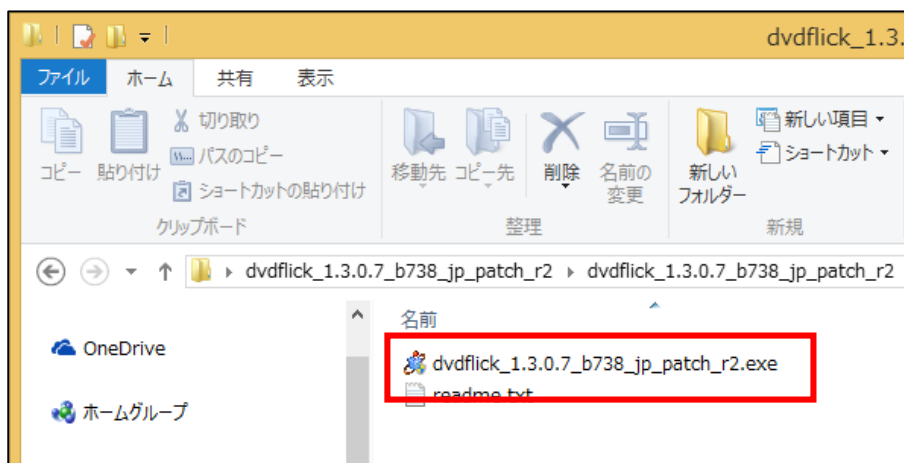 dvdflick_1.3.
ファイル ホーム 共有 表示
コピー
貼り付け
切り取り
パスのコピー
ショートカットの貼り付け
クリップボード
移動先
コピー先
削除
名前の
変更
整理
新しい
フォルダー
新しい項目
ショートカット
新規
dvdflick_1.3.0.7_b738_jp_patch_r2 dvdflick_1.3.0.7_b738_jp_patch_r2
OneDrive
ホームグループ
名前
dvdflick_1.3.0.7_b738_jp_patch_r2.exe
readme.txt